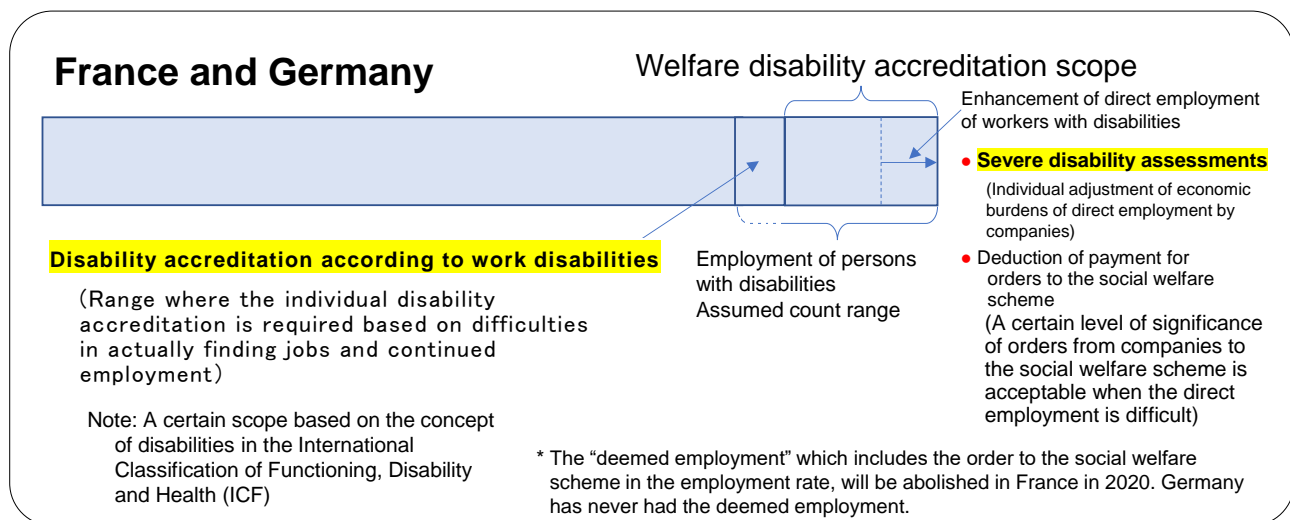 France and Germany
Welfare disability accreditation scope
Enhancement of direct employment
of workers with disabilities
● Severe disability assessments
(Individual adjustment of economic
burdens of direct employment by
companies)
● Deduction of payment for
orders to the social welfare
scheme
(A certain level of significance
of orders from companies to
the social welfare scheme is
acceptable when the direct
employment is difficult)
Disability accreditation according to work disabilities
(Range where the individual disability
accreditation is required based on difficulties
in actually finding jobs and continued
employment)
Employment of persons
with disabilities
Assumed count range
Note: A certain scope based on the concept
of disabilities in the International
Classification of Functioning, Disability
and Health (ICF)
* The “deemed employment” which includes the order to the social welfare
scheme in the employment rate, will be abolished in France in 2020. Germany
has never had the deemed employment.